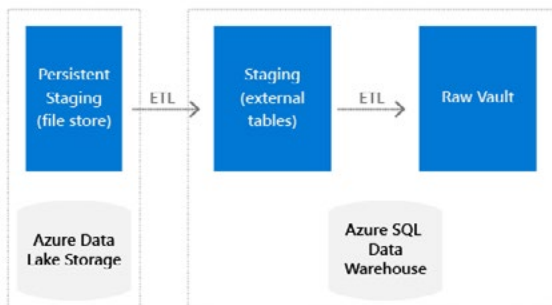 Persistent
Staging
(file store)
ETL
Staging
(external
tables)
ETL
Raw Vault
Azure Data
Lake Storage
Azure SQL
Data
Warehouse